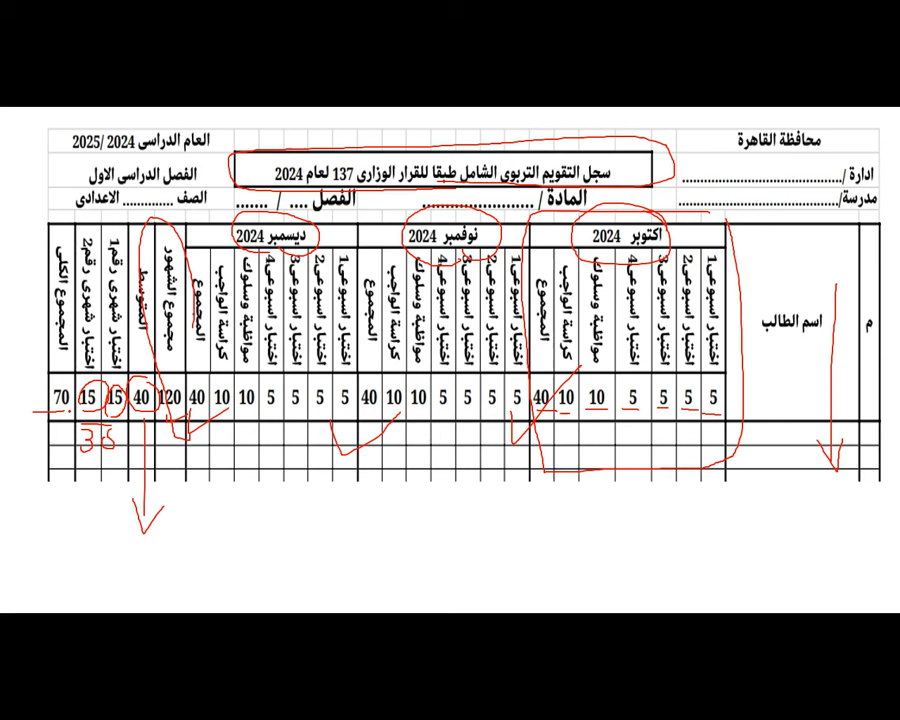 محافظة القاهرة
العام الدراسى 2024 /2025
ادارة /..............................
سجل التقويم التربوى الشامل طبقا للقرار الوزارى 137 لعام 2024
الفصل الدراسى الاول
مدرسة/..............................
المادة / .....................
الفصل .... / ......
الصف ............. الاعدادى
م
اسم الطالب
اكتوبر 2024
نوفمبر 2024
ديسمبر 2024
اختبار اسبوعى1
اختبار اسبوعى2
اختبار اسبوعى3
اختبار اسبوعى4
مواظبة وسلوك
كراسة الواجب
المجموع
اختبار اسبوعى1
اختبار اسبوعى2
اختبار اسبوعى3
اختبار اسبوعى4
مواظبة وسلوك
كراسة الواجب
المجموع
اختبار اسبوعى1
اختبار اسبوعى2
اختبار اسبوعى3
اختبار اسبوعى4
مواظبة وسلوك
كراسة الواجب
المجموع
مجموع الشهور
المتوسط
اختبار شهرى رقم1
اختبار شهرى رقم2
المجموع الكلى
5 5 5 5 10 10 40 5 5 5 5 10 10 40 5 5 5 5 10 10 40 120 40 15 15 70